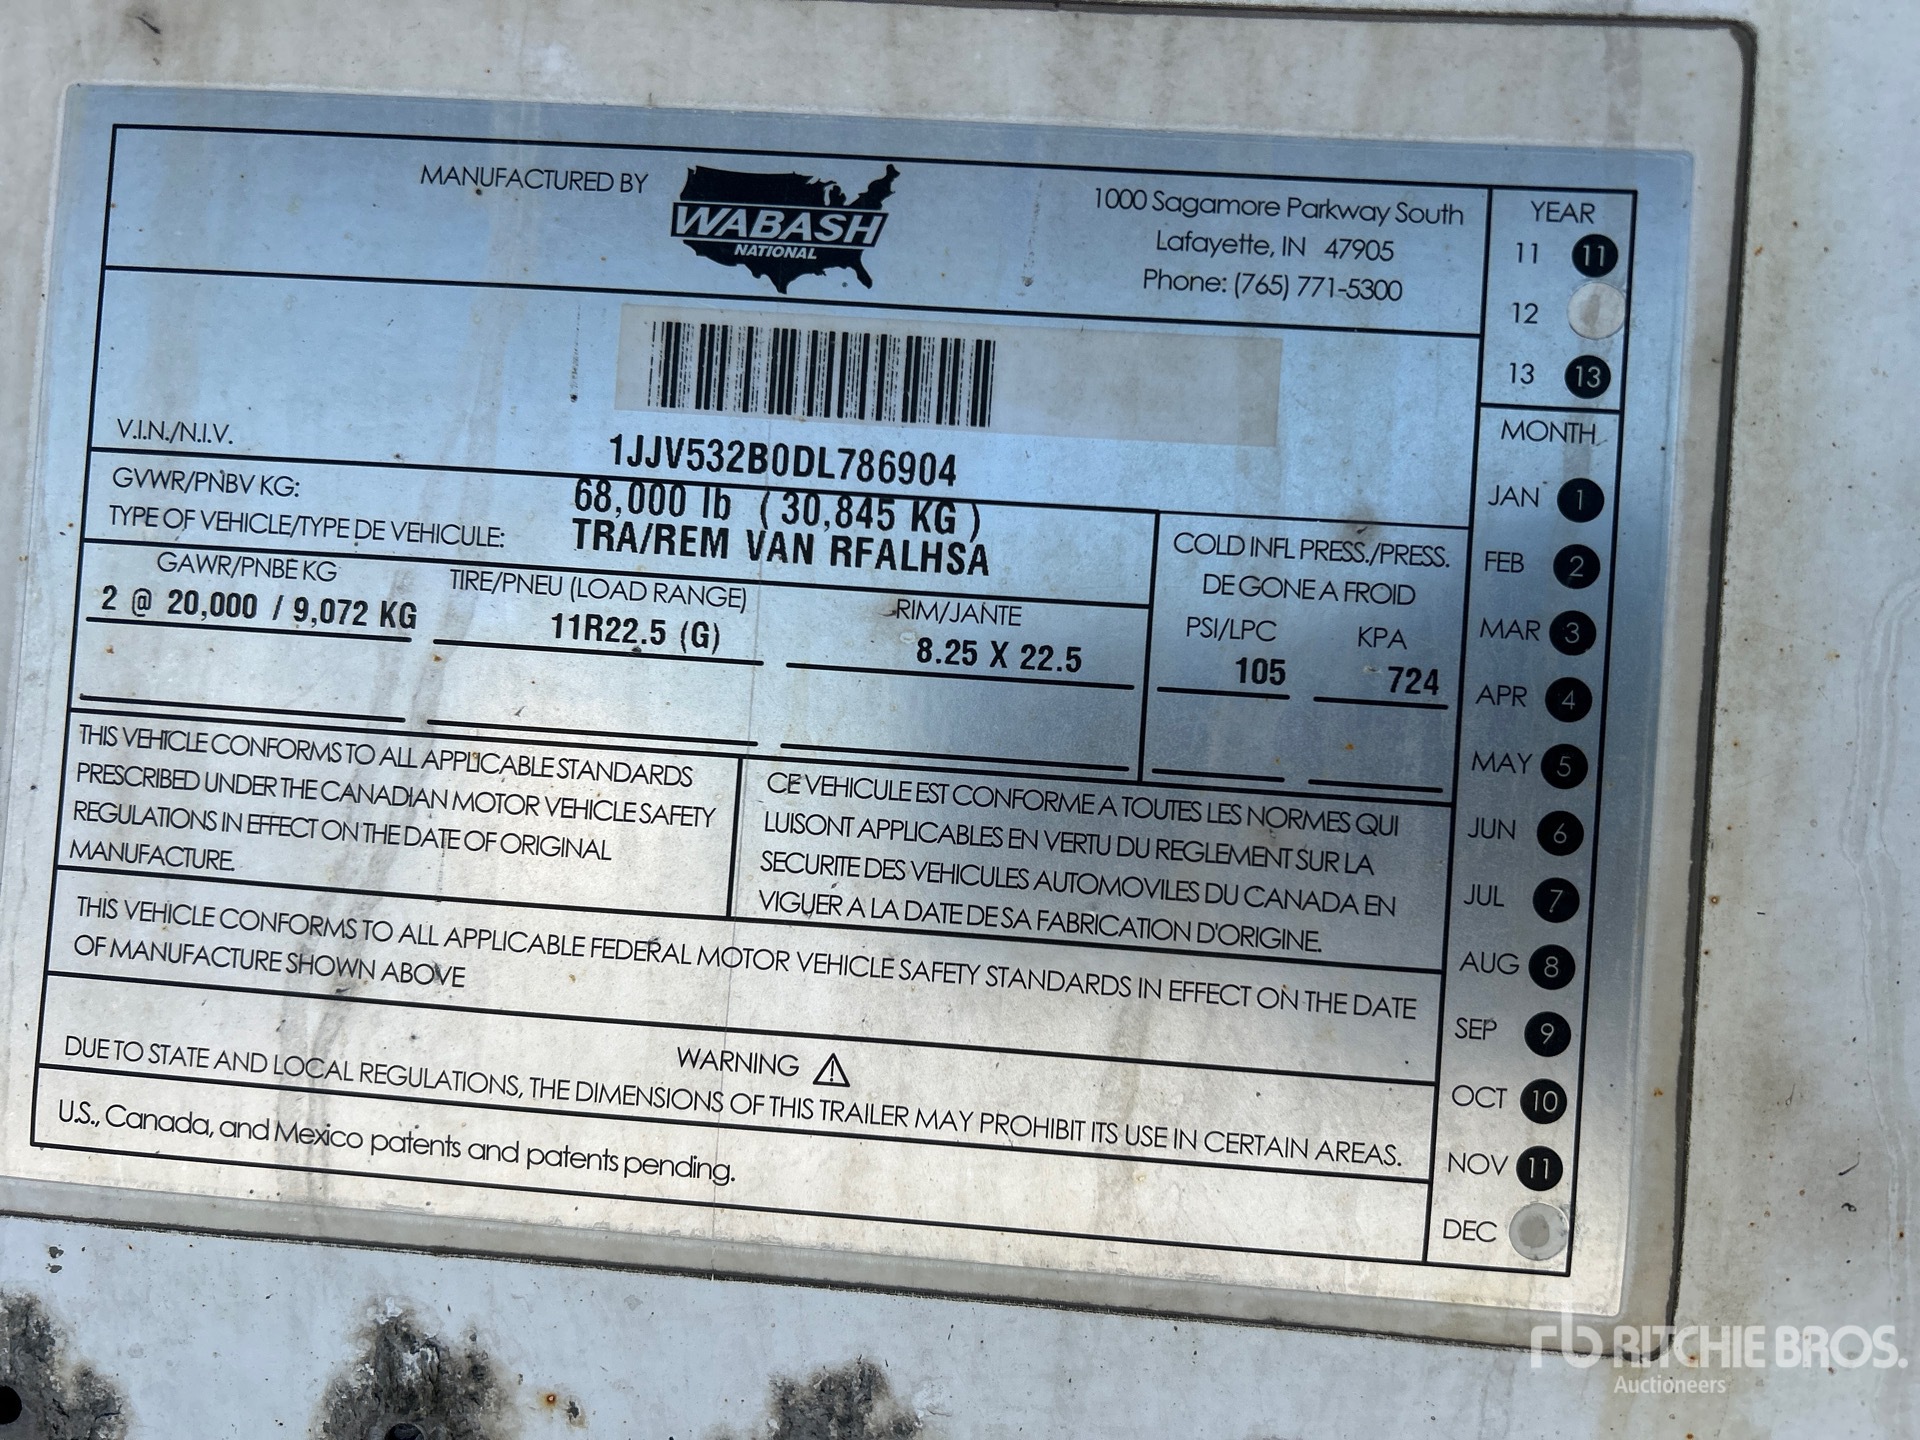 MANUFACTURED BY
WABASH
NATIONAL
1000 Sagamore Parkway South
Lafayette, IN 47905
Phone: (765) 771-5300
V.I.N./N.I.V.
1JJV532B0DL786904
GVWR/PNBV KG:
68,000 lb (30,845 KG)
TYPE OF VEHICLE/TYPE DE VEHICULE:
TRA/REM VAN RFALHSA
GAWR/PNBE KG
2 @ 20,000 / 9,072 KG
TIRE/PNEU (LOAD RANGE)
11R22.5 (G)
RIM/JANTE
8.25 X 22.5
COLD INFL PRESS./PRESS.
DE GONE A FROID
PSI/LPC KPA
105 724
THIS VEHICLE CONFORMS TO ALL APPLICABLE STANDARDS
PRESCRIBED UNDER THE CANADIAN MOTOR VEHICLE SAFETY
REGULATIONS IN EFFECT ON THE DATE OF ORIGINAL
MANUFACTURE.
CE VEHICULE EST CONFORME A TOUTES LES NORMES QUI
LUISONT APPLICABLES EN VERTU DU REGLEMENT SUR LA
SECURITE DES VEHICULES AUTOMOVILES DU CANADA EN
VIGUER A LA DATE DE SA FABRICATION D'ORIGINE.
THIS VEHICLE CONFORMS TO ALL APPLICABLE FEDERAL MOTOR VEHICLE SAFETY STANDARDS IN EFFECT ON THE DATE
OF MANUFACTURE SHOWN ABOVE
WARNING
DUE TO STATE AND LOCAL REGULATIONS, THE DIMENSIONS OF THIS TRAILER MAY PROHIBIT ITS USE IN CERTAIN AREAS.
U.S., Canada, and Mexico patents and patents pending.
YEAR
11 11
12
13 13
MONTH
JAN 1
FEB 2
MAR 3
APR 4
MAY 5
JUN 6
JUL 7
AUG 8
SEP 9
OCT 10
NOV 11
DEC
rb RITCHIE BROS.
Auctioneers